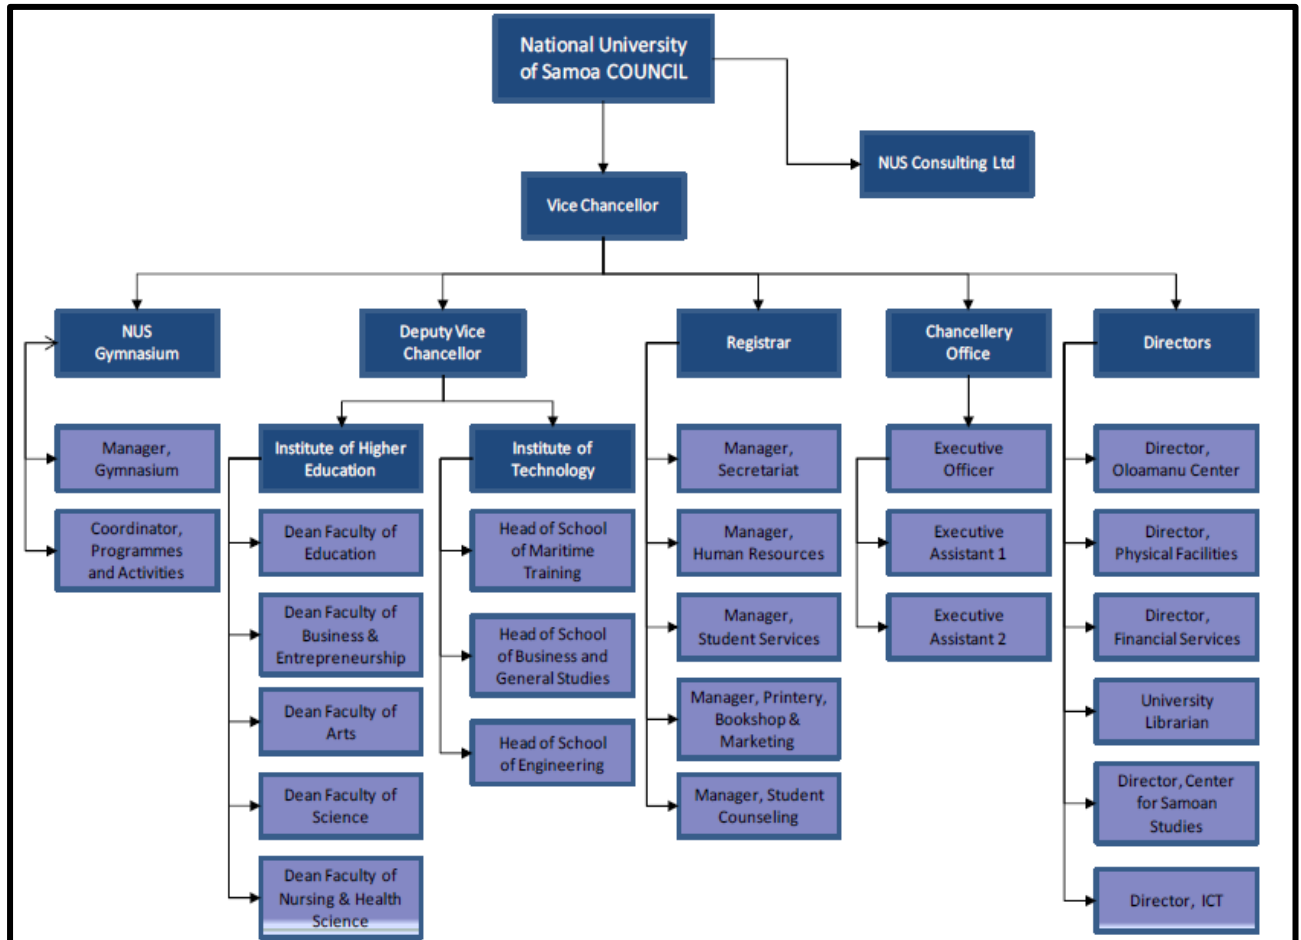 National University
of Samoa COUNCIL
NUS Consulting Ltd
Vice Chancellor
NUS
Gymnasium
Deputy Vice
Chancellor
Registrar
Chancellery
Office
Directors
Manager,
Gymnasium
Coordinator,
Programmes
and Activities
Institute of Higher
Education
Dean Faculty of
Education
Dean Faculty of
Business &
Entrepreneurship
Dean Faculty of
Arts
Dean Faculty of
Science
Dean Faculty of
Nursing & Health
Science
Institute of
Technology
Head of School
of Maritime
Training
Head of School
of Business and
General Studies
Head of School
of Engineering
Manager,
Secretariat
Manager,
Human Resources
Manager,
Student Services
Manager, Printery,
Bookshop &
Marketing
Manager, Student
Counseling
Executive
Officer
Executive
Assistant 1
Executive
Assistant 2
Director,
Oloamanu Center
Director,
Physical Facilities
Director,
Financial Services
University
Librarian
Director, Center
for Samoan
Studies
Director, ICT